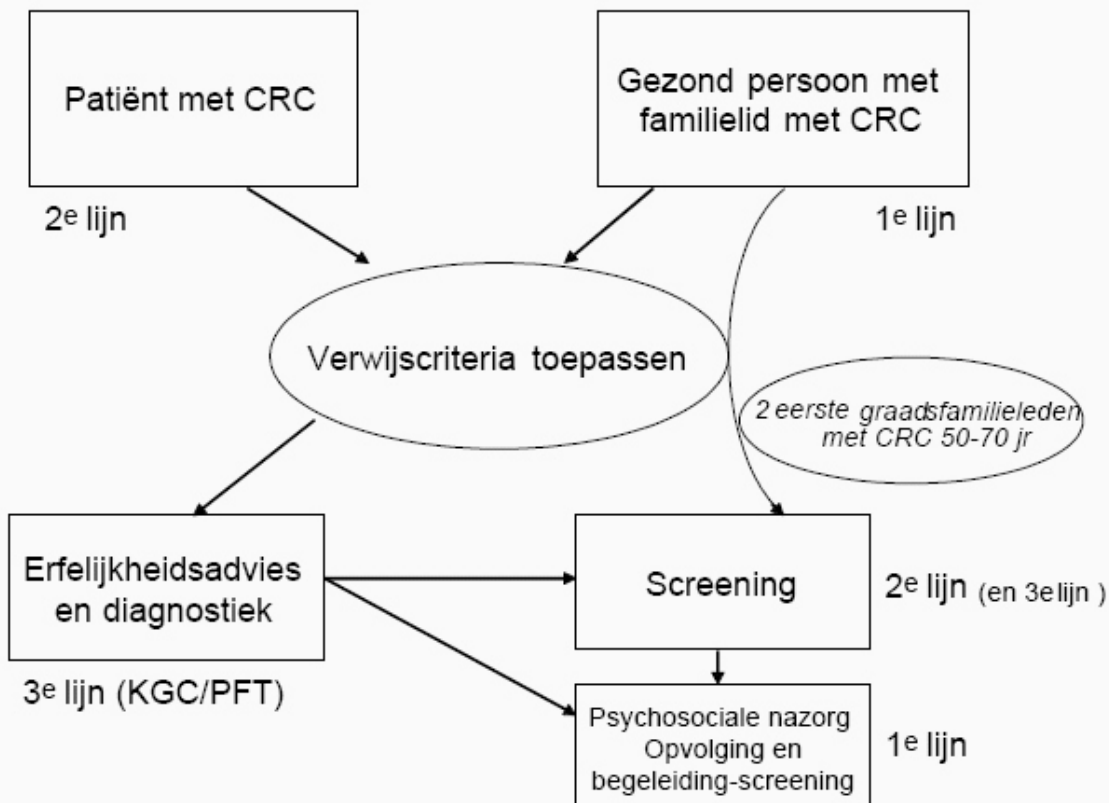 Patiënt met CRC
Gezond persoon met
familielid met CRC
2e lijn
1e lijn
Verwijscriteria toepassen
2 eerste graadsfamilieleden
met CRC 50-70 jr
Erfelijkheidsadvies
en diagnostiek
Screening
2e lijn (en 3e lijn )
3e lijn (KGC/PFT)
Psychosociale nazorg
Opvolging en
begeleiding-screening
1e lijn